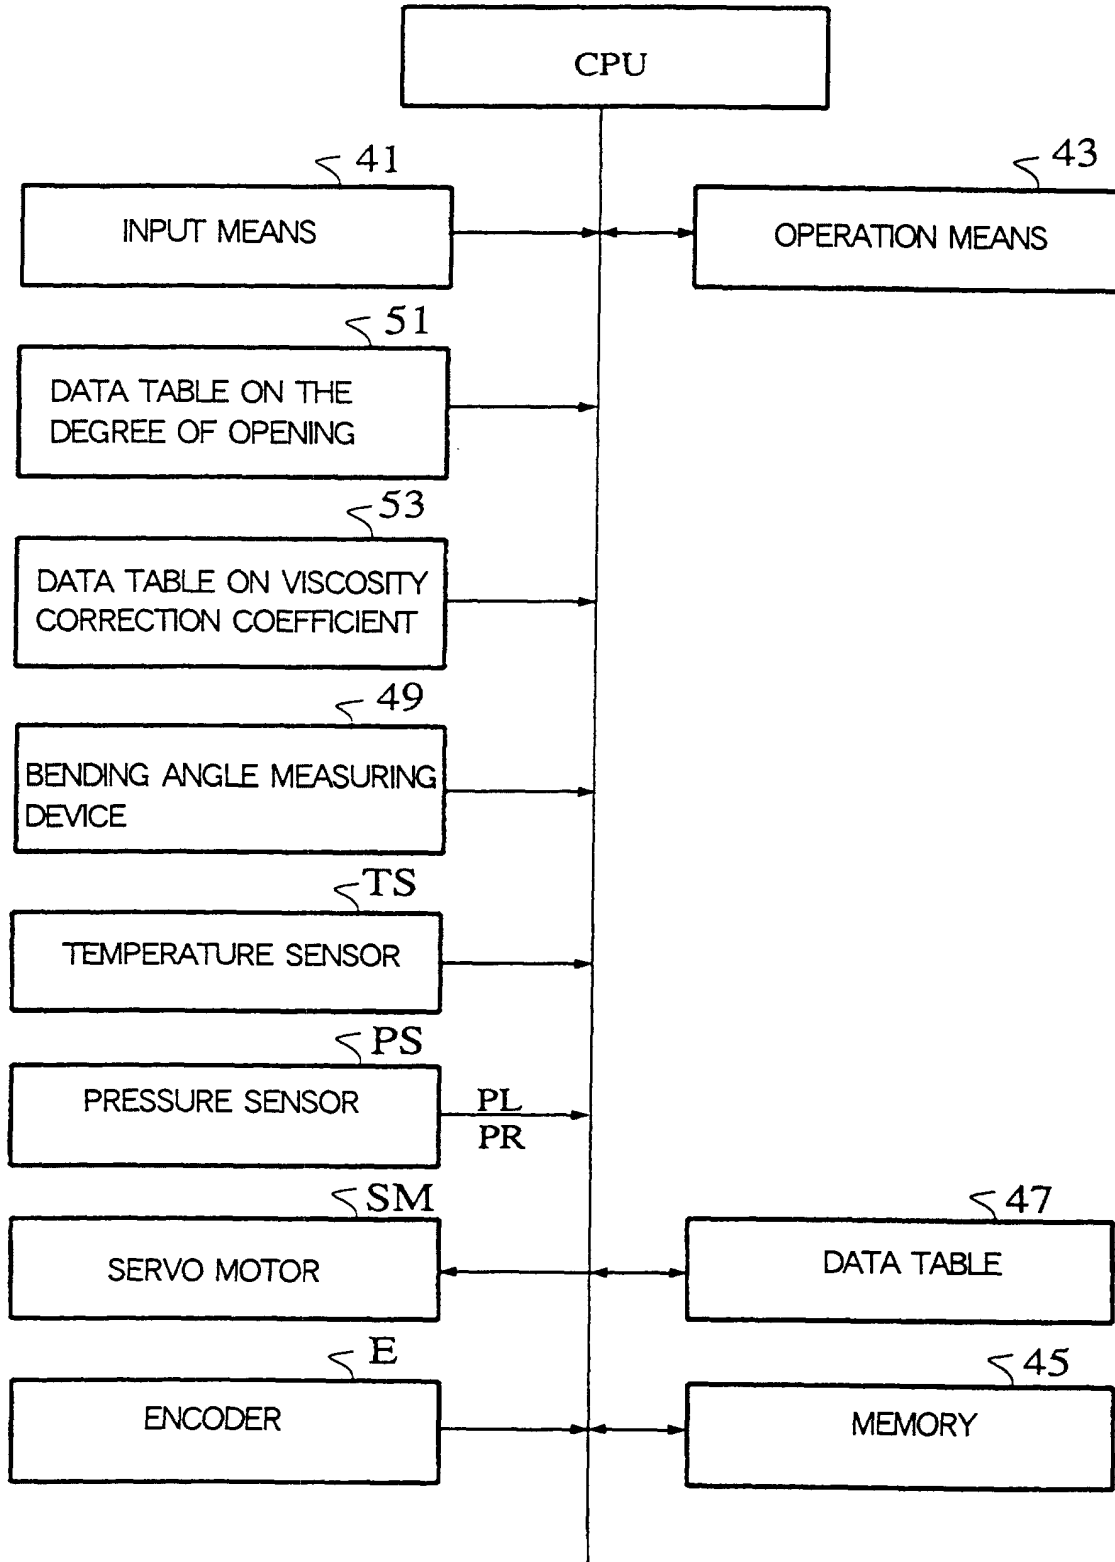 CPU
41
INPUT MEANS
43
OPERATION MEANS
51
DATA TABLE ON THE
DEGREE OF OPENING
53
DATA TABLE ON VISCOSITY
CORRECTION COEFFICIENT
49
BENDING ANGLE MEASURING
DEVICE
TS
TEMPERATURE SENSOR
PS
PRESSURE SENSOR
PL
PR
SM
SERVO MOTOR
47
DATA TABLE
E
ENCODER
45
MEMORY